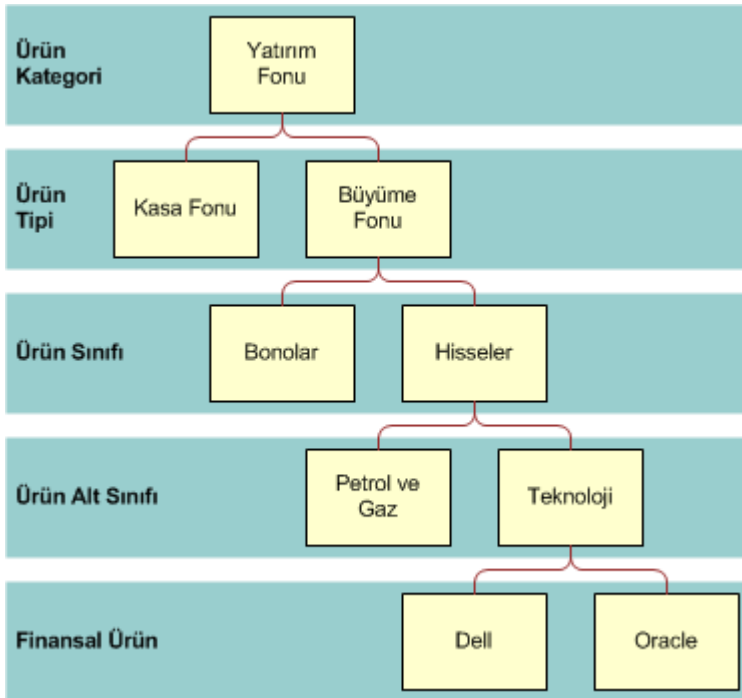 Ürün
Kategori
Yatırım
Fonu
Ürün
Tipi
Kasa Fonu
Büyüme
Fonu
Ürün Sınıfı
Bonolar
Hisseler
Ürün Alt Sınıfı
Petrol ve
Gaz
Teknoloji
Finansal Ürün
Dell
Oracle